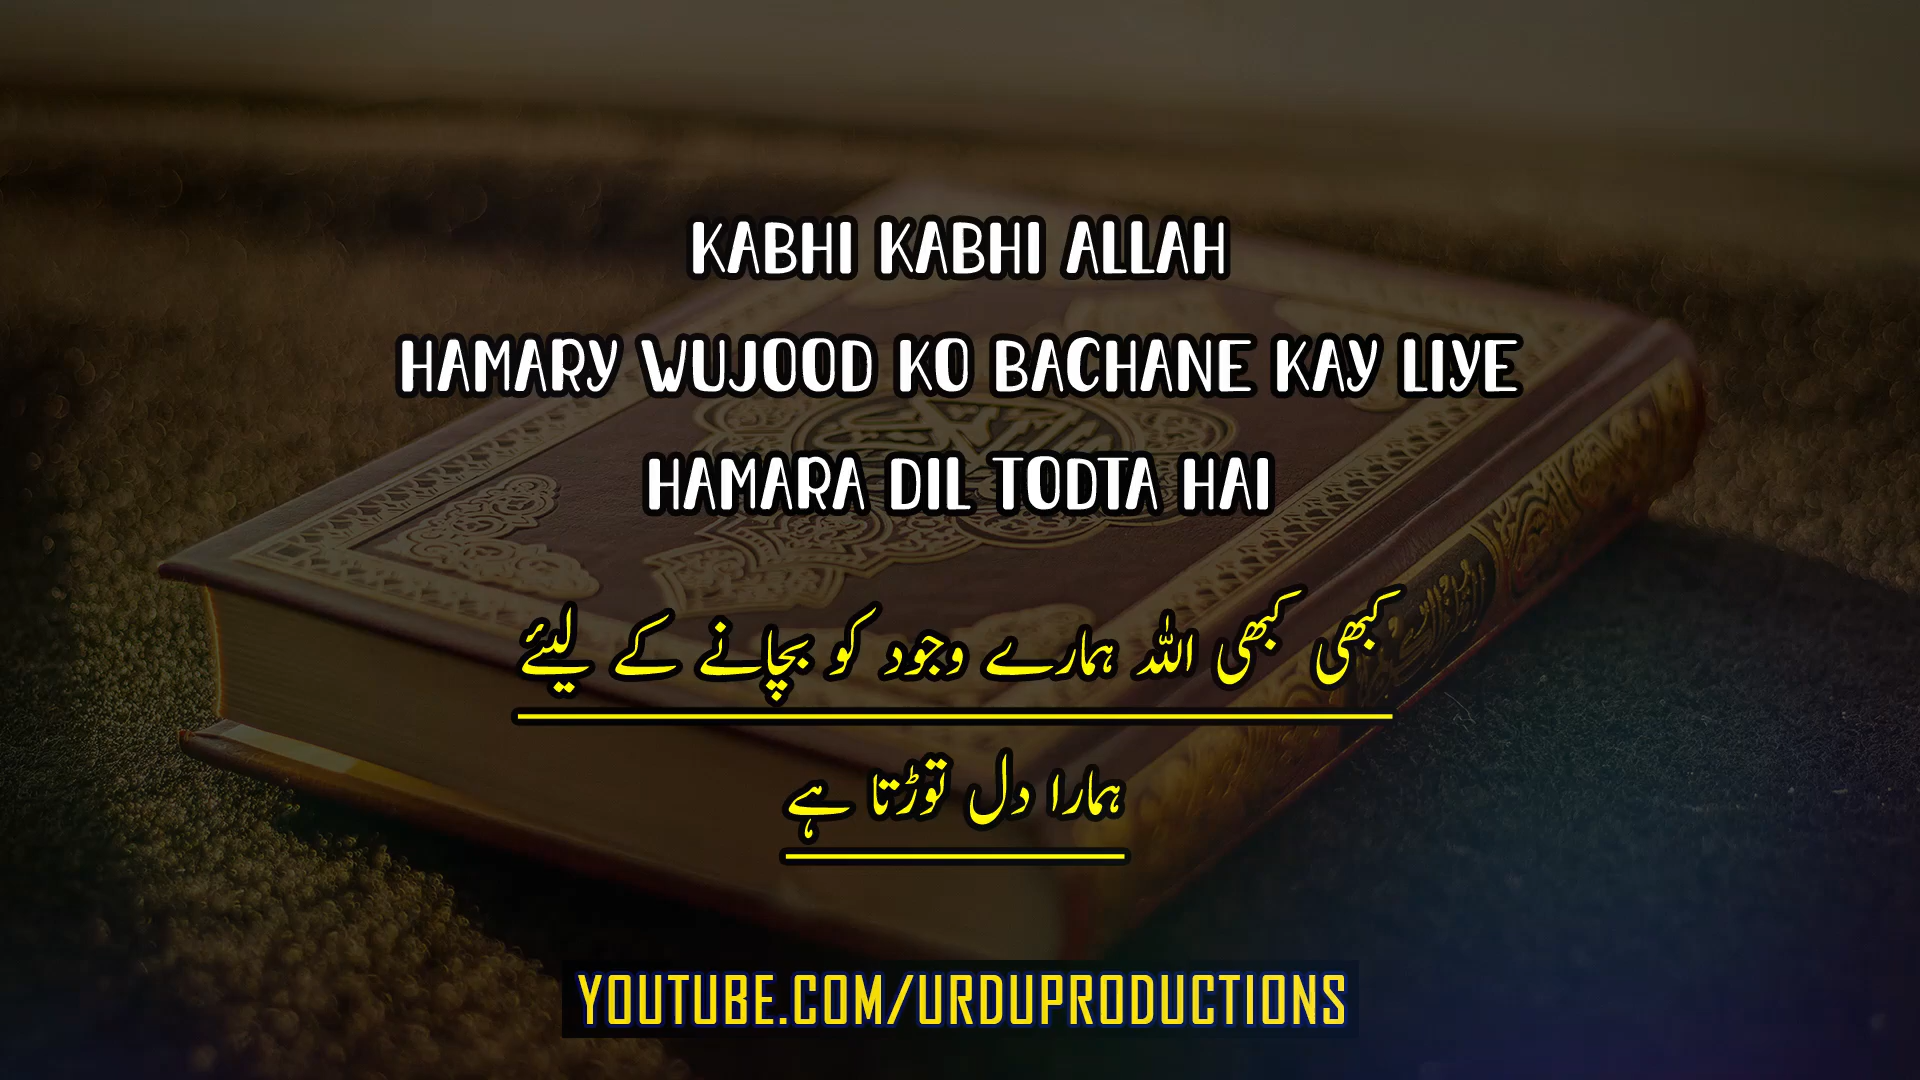 KABHI KABHI ALLAH
HAMARY WUJOOD KO BACHANE KAY LIYE
HAMARA DIL TODTA HAI
کبھی کبھی اللہ ہمارے وجود کو بچانے کے لیئے
ہمارا دل توڑتا ہے
YOUTUBE.COM/URDUPRODUCTIONS